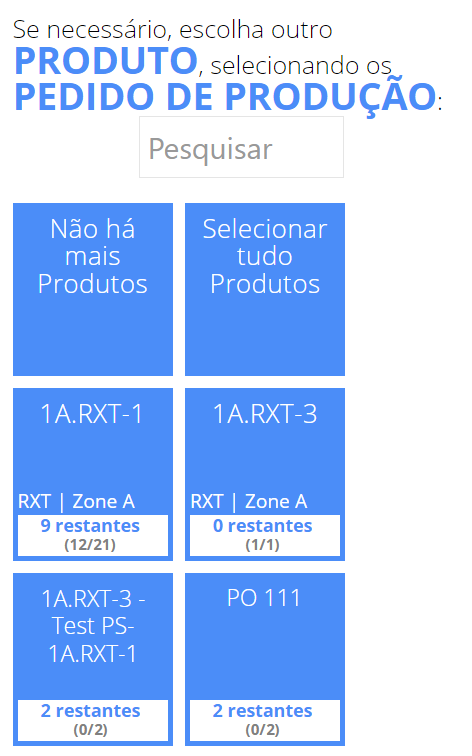 Se necessário, escolha outro
PRODUTO, selecionando os
PEDIDO DE PRODUÇÃO:
Pesquisar
Não há
mais
Produtos
Selecionar
tudo
Produtos
1A.RXT-1
RXT | Zone A
9 restantes
(12/21)
1A.RXT-3
RXT | Zone A
0 restantes
(1/1)
1A.RXT-3 -
Test PS-
1A.RXT-1
2 restantes
(0/2)
PO 111
2 restantes
(0/2)